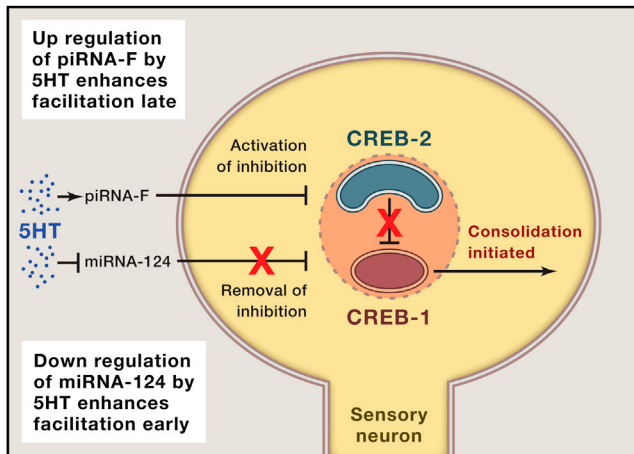 Up regulation
of piRNA-F by
5HT enhances
facilitation late
Activation
of inhibition
CREB-2
piRNA-F
5HT
X
Consolidation
initiated
miRNA-124
X
Removal of
inhibition
CREB-1
Down regulation
of miRNA-124 by
5HT enhances
facilitation early
Sensory
neuron